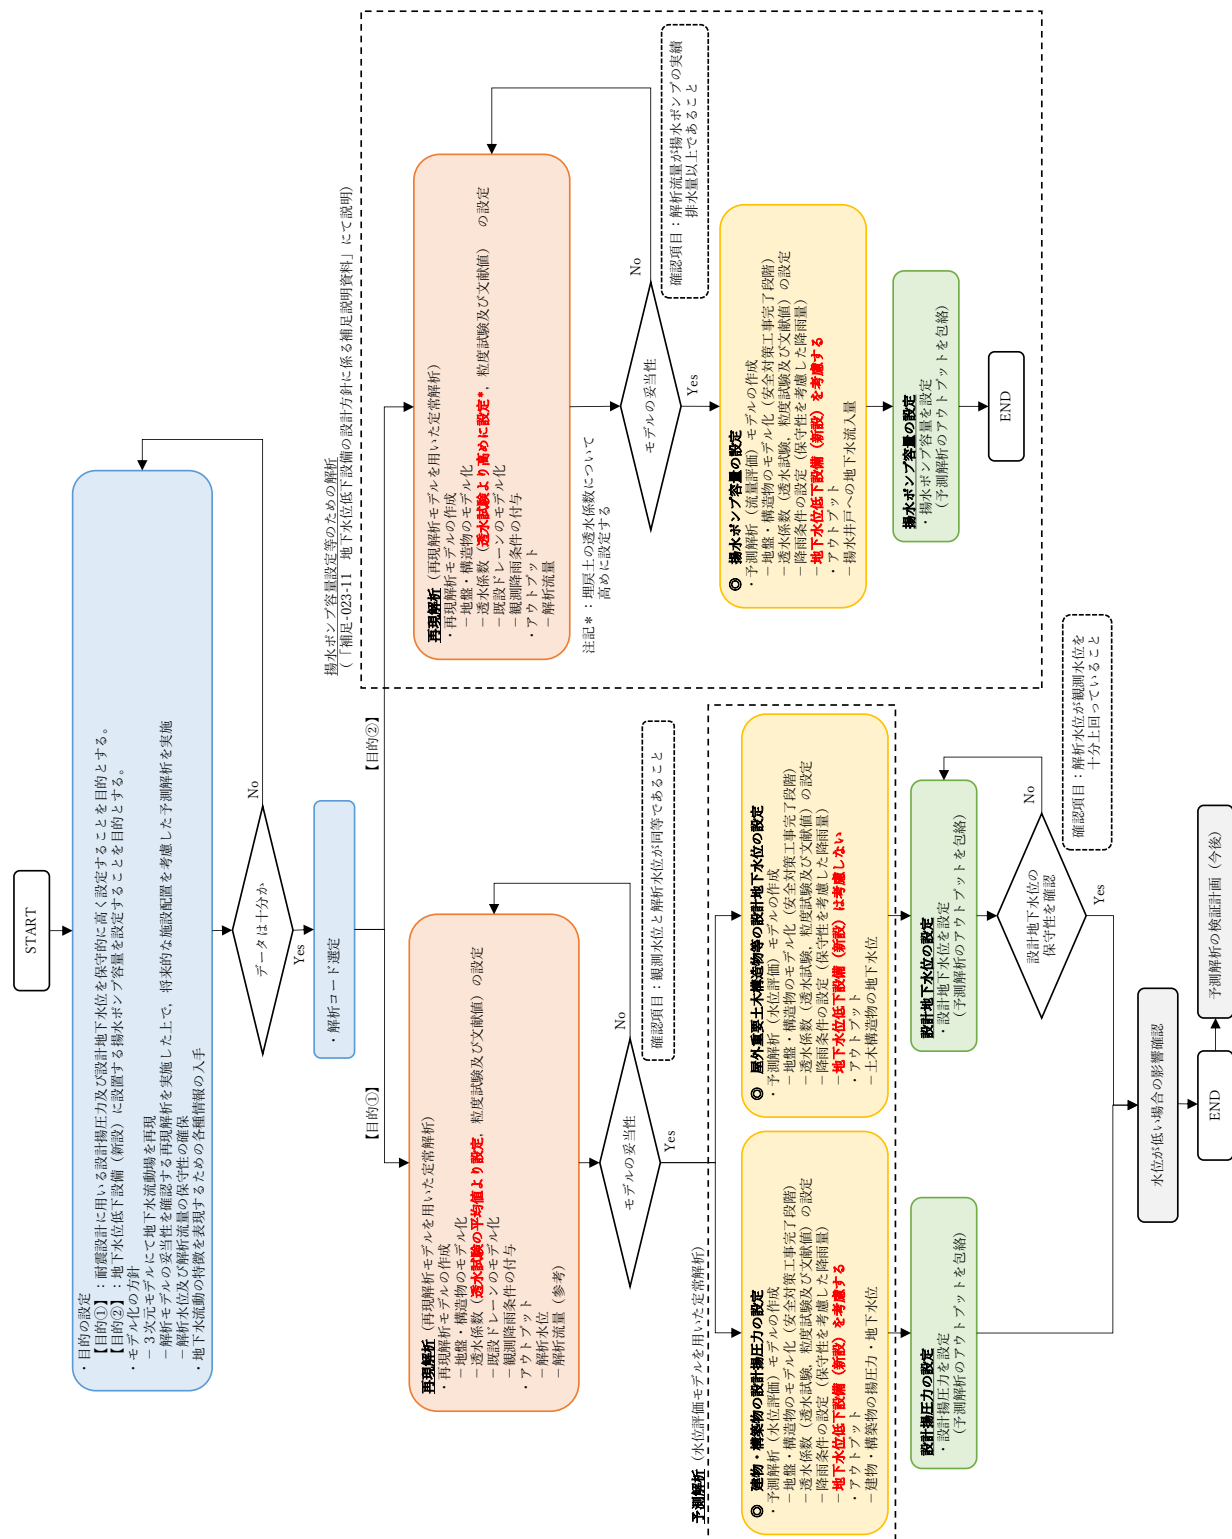 START
・目的の設定
【目的①】：耐震設計に用いる設計揚圧力及び設計地下水位を保守的に高く設定することを目的とする。
【目的②】：地下水位低下設備（新設）に設置する揚水ポンプ容量を設定することを目的とする。
・モデル化の方針
－３次元モデルにて地下水流動場を再現
－解析モデルの妥当性を確認する再現解析を実施した上で、将来的な施設配置を考慮した予測解析を実施
－解析水位及び解析流量の保守性の確保
・地下水流動の特徴を表現するための各種情報の入手
データは十分か
No
Yes
・解析コード選定
【目的①】
【目的②】
再現解析（再現解析モデルを用いた定常解析）
・再現解析モデルの作成
－地盤・構造物のモデル化
－透水係数（透水試験の平均値より設定，粒度試験及び文献値）の設定
－既設ドレーンのモデル化
－観測降雨条件の付与
・アウトプット
－解析水位
－解析流量（参考）
モデルの妥当性
No
Yes
確認項目：観測水位と解析水位が同等であること
予測解析（水位評価モデルを用いた定常解析）
◎ 建物・構築物の設計揚圧力の設定
・予測解析（水位評価）モデルの作成
－地盤・構造物のモデル化（安全対策工事完了段階）
－透水係数（透水試験，粒度試験及び文献値）の設定
－降雨条件の設定（保守性を考慮した降雨量）
－地下水位低下設備（新設）を考慮する
・アウトプット
－建物・構築物の揚圧力・地下水位
◎ 屋外重要土木構造物等の設計地下水位の設定
・予測解析（水位評価）モデルの作成
－地盤・構造物のモデル化（安全対策工事完了段階）
－透水係数（透水試験，粒度試験及び文献値）の設定
－降雨条件の設定（保守性を考慮した降雨量）
－地下水位低下設備（新設）は考慮しない
・アウトプット
－土木構造物の地下水位
設計揚圧力の設定
・設計揚圧力を設定
（予測解析のアウトプットを包絡）
設計地下水位の設定
・設計地下水位を設定
（予測解析のアウトプットを包絡）
設計地下水位の
保守性を確認
No
Yes
確認項目：解析水位が観測水位を
十分上回っていること
水位が低い場合の影響確認
END
予測解析の検証計画（今後）
揚水ポンプ容量設定等のための解析
（「補足-023-11 地下水位低下設備の設計方針に係る補足説明資料」にて説明）
再現解析（再現解析モデルを用いた定常解析）
・再現解析モデルの作成
－地盤・構造物のモデル化
－透水係数（透水試験より高めに設定*，粒度試験及び文献値） の設定
－既設ドレーンのモデル化
－観測降雨条件の付与
・アウトプット
－解析流量
注記＊：埋戻土の透水係数について
高めに設定する
モデルの妥当性
No
Yes
確認項目：解析流量が揚水ポンプの実績
排水量以上であること
◎ 揚水ポンプ容量の設定
・予測解析（流量評価）モデルの作成
－地盤・構造物のモデル化（安全対策工事完了段階）
－透水係数（透水試験，粒度試験及び文献値）の設定
－降雨条件の設定（保守性を考慮した降雨量）
－地下水位低下設備（新設）を考慮する
・アウトプット
－揚水井戸への地下水流入量
揚水ポンプ容量の設定
・揚水ポンプ容量を設定
（予測解析のアウトプットを包絡）
END